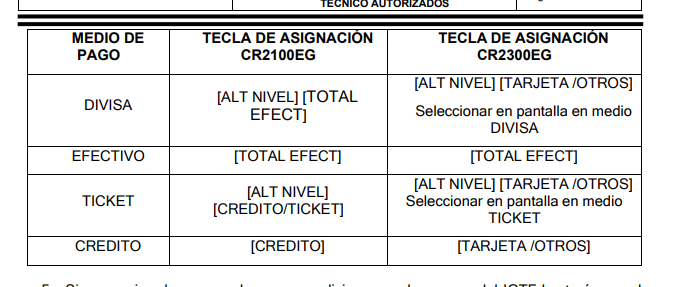 TÉCNICO AUTORIZADOS
MEDIO DE PAGO
TECLA DE ASIGNACIÓN CR2100EG
TECLA DE ASIGNACIÓN CR2300EG
DIVISA
[ALT NIVEL] [TOTAL EFECT]
[ALT NIVEL] [TARJETA /OTROS]
Seleccionar en pantalla en medio
DIVISA
EFECTIVO
[TOTAL EFECT]
[TOTAL EFECT]
TICKET
[ALT NIVEL]
[CREDITO/TICKET]
[ALT NIVEL] [TARJETA /OTROS]
Seleccionar en pantalla en medio
TICKET
CREDITO
[CREDITO]
[TARJETA /OTROS]